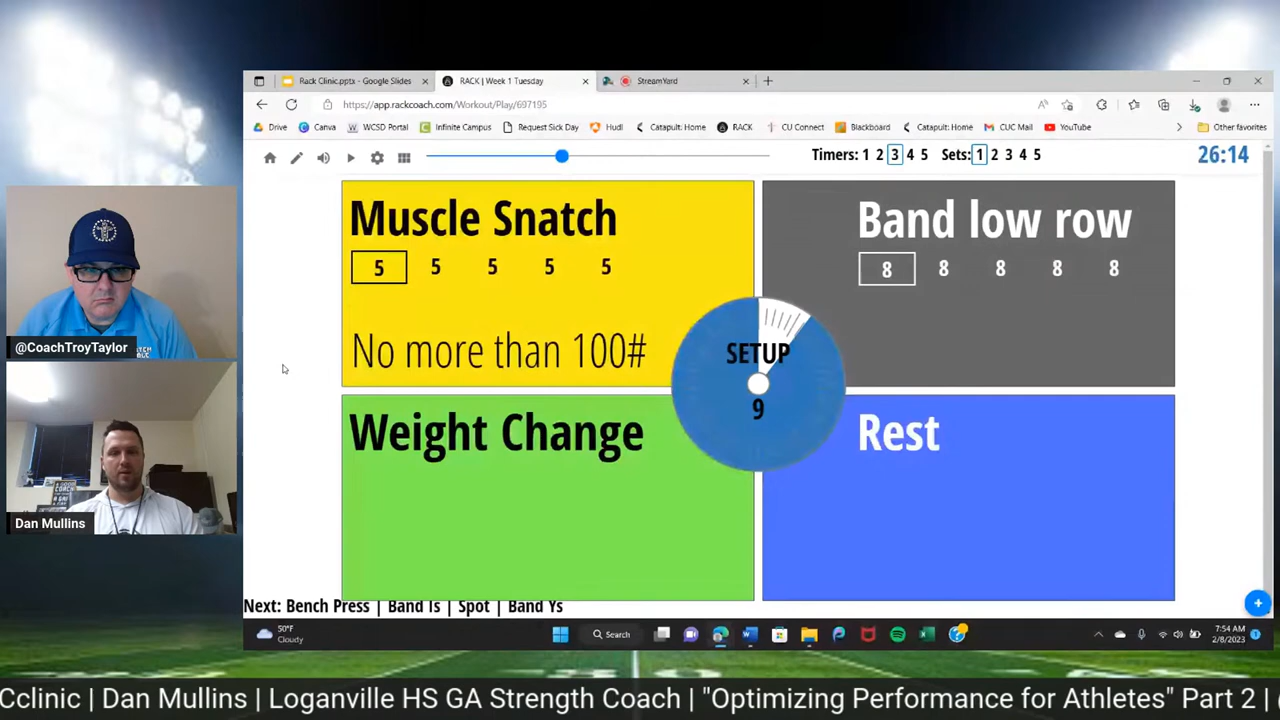 Rack Clinic.pptx - Google Slides
RACK | Week 1 Tuesday
StreamYard
https://app.rackcoach.com/Workout/Play/697195
Drive
Canva
WCSD Portal
Infinite Campus
Request Sick Day
Hudl
Catapult: Home
RACK
CU Connect
Blackboard
Catapult: Home
CUC Mail
YouTube
Other favorites
Timers: 1 2 3 4 5 Sets: 1 2 3 4 5
26:14
Muscle Snatch
5 5 5 5 5
No more than 100#
Band low row
8 8 8 8 8
SETUP
9
Weight Change
Rest
Next: Bench Press | Band Is | Spot | Band Ys
@CoachTroyTaylor
Dan Mullins
50°F
Cloudy
Search
7:54 AM
2/8/2023
Cclinic | Dan Mullins | Loganville HS GA Strength Coach | "Optimizing Performance for Athletes" Part 2 |